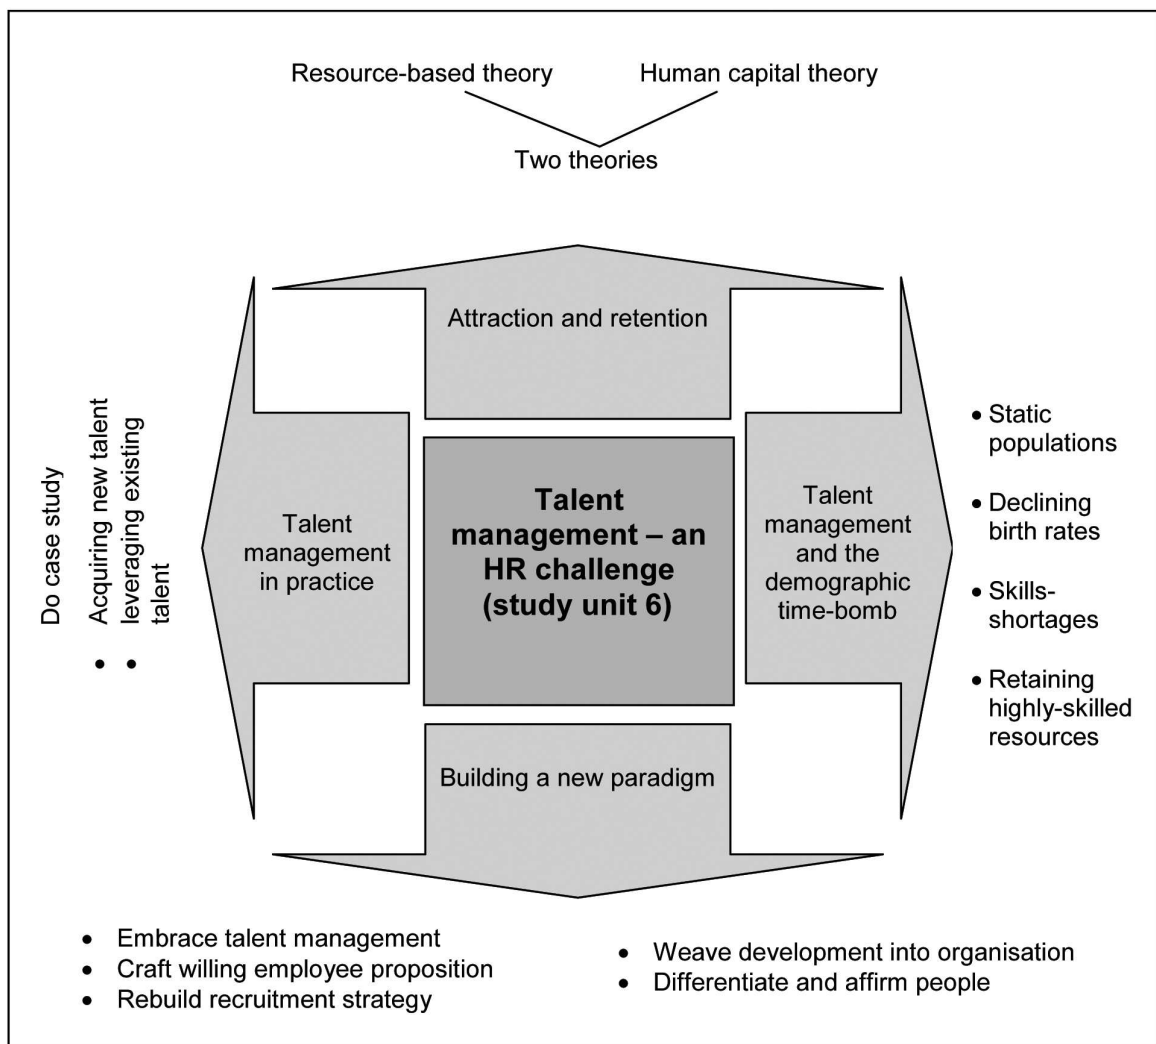 Resource-based theory
Human capital theory
Two theories
Attraction and retention
Do case study
• Acquiring new talent
• leveraging existing
talent
Talent
management
in practice
Talent
management – an
HR challenge
(study unit 6)
Talent
management
and the
demographic
time-bomb
• Static
populations
• Declining
birth rates
• Skills-
shortages
• Retaining
highly-skilled
resources
Building a new paradigm
• Embrace talent management
• Craft willing employee proposition
• Rebuild recruitment strategy
• Weave development into organisation
• Differentiate and affirm people